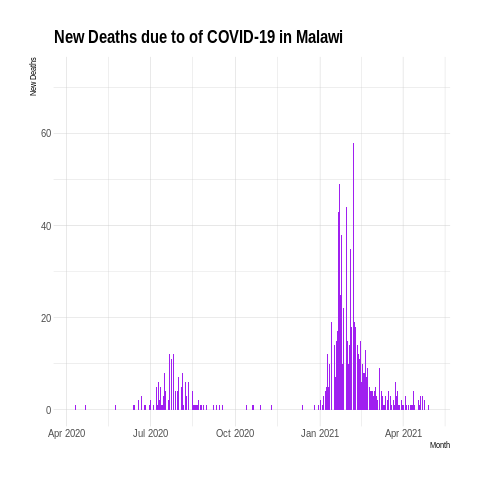 New Deaths due to of COVID-19 in Malawi
New Deaths
60
40
20
0
Apr 2020 Jul 2020 Oct 2020 Jan 2021 Apr 2021
Month